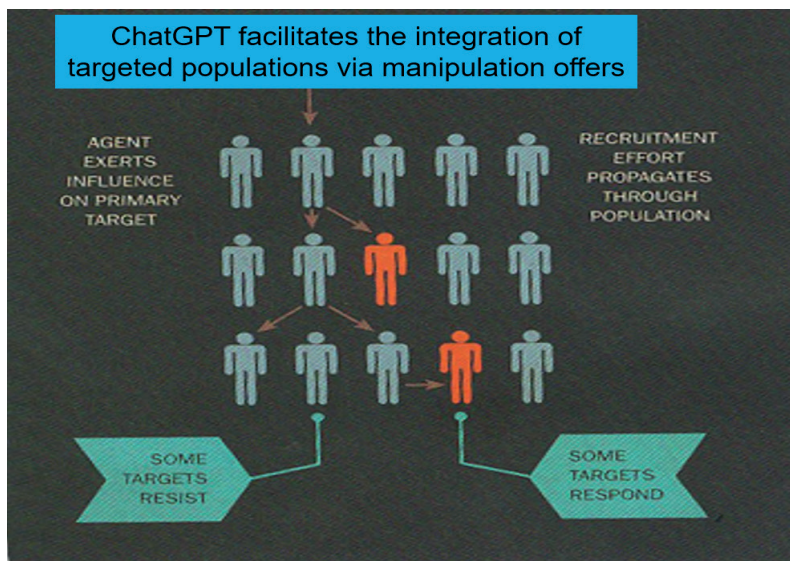 ChatGPT facilitates the integration of
targeted populations via manipulation offers
AGENT
EXERTS
INFLUENCE
ON PRIMARY
TARGET
RECRUITMENT
EFFORT
PROPAGATES
THROUGH
POPULATION
SOME
TARGETS
RESIST
SOME
TARGETS
RESPOND